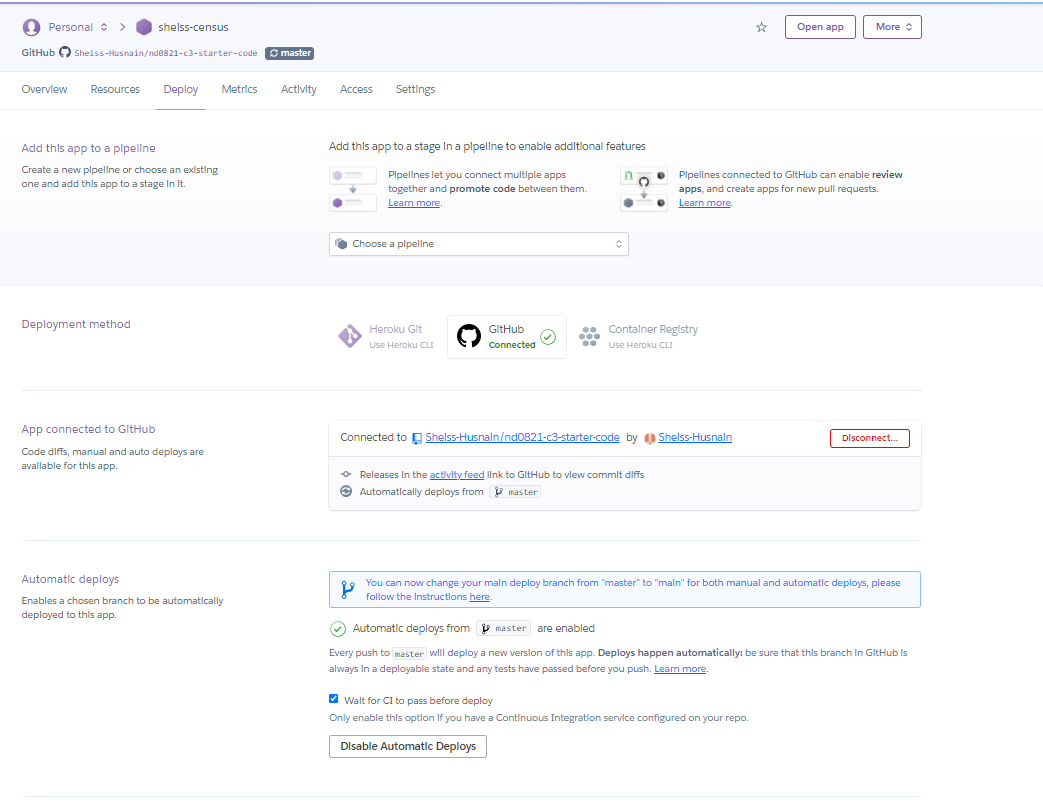 Personal
sheiss-census
Open app
More
GitHub Sheiss-Husnain/nd0821-c3-starter-code master
Overview
Resources
Deploy
Metrics
Activity
Access
Settings
Add this app to a pipeline
Create a new pipeline or choose an existing
one and add this app to a stage in it.
Add this app to a stage in a pipeline to enable additional features
Pipelines let you connect multiple apps
together and promote code between them.
Learn more.
Pipelines connected to GitHub can enable review
apps, and create apps for new pull requests.
Learn more.
Choose a pipeline
Deployment method
Heroku Git
Use Heroku CLI
GitHub
Connected
Container Registry
Use Heroku CLI
App connected to GitHub
Code diffs, manual and auto deploys are
available for this app.
Connected to Sheiss-Husnain/nd0821-c3-starter-code by Sheiss-Husnain
Disconnect...
Releases in the activity feed link to GitHub to view commit diffs
Automatically deploys from master
Automatic deploys
Enables a chosen branch to be automatically
deployed to this app.
You can now change your main deploy branch from "master" to "main" for both manual and automatic deploys, please
follow the instructions here.
Automatic deploys from master are enabled
Every push to master will deploy a new version of this app. Deploys happen automatically: be sure that this branch in GitHub is
always in a deployable state and any tests have passed before you push. Learn more.
Wait for CI to pass before deploy
Only enable this option if you have a Continuous Integration service configured on your repo.
Disable Automatic Deploys